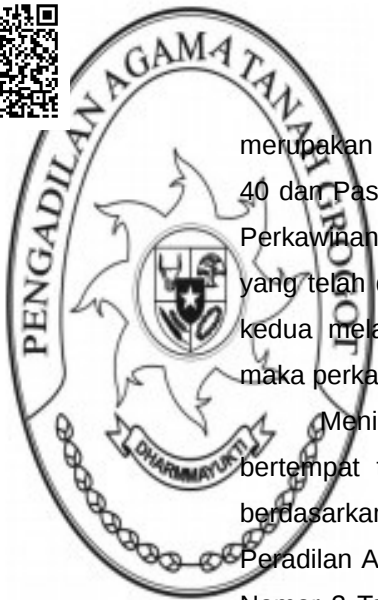 PENGADILAN AGAMA TANAH GROGOT
merupakan
40 dan Pas
Perkawinan
yang telah
kedua mela
maka perka
Meni
bertempat
berdasarkan
Peradilan A
DHARMMAYUKTI